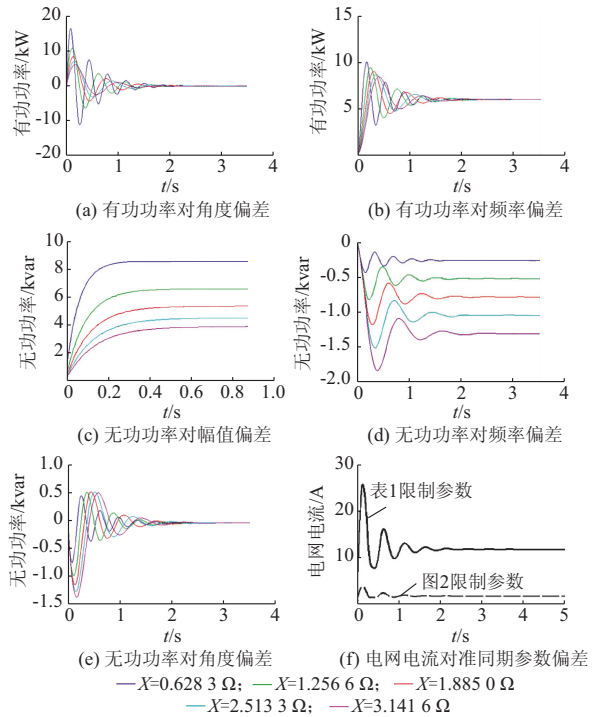 有功功率/kW
20
10
0
-10
-20
0 1 2 3 4
t/s
(a) 有功功率对角度偏差
有功功率/kW
15
10
5
0 1 2 3 4
t/s
(b) 有功功率对频率偏差
无功功率/kvar
10
8
6
4
2
0 0.2 0.4 0.6 0.8 1.0
t/s
(c) 无功功率对幅值偏差
无功功率/kvar
0
-0.5
-1.0
-1.5
-2.0
0 1 2 3 4
t/s
(d) 无功功率对频率偏差
无功功率/kvar
1.0
0.5
0.0
-0.5
-1.0
-1.5
0 1 2 3 4
t/s
(e) 无功功率对角度偏差
电网电流/A
30
20
10
表1限制参数
图2限制参数
0 1 2 3 4 5
t/s
(f) 电网电流对准同期参数偏差
X=0.628 3 Ω; X=1.256 6 Ω; X=1.885 0 Ω
X=2.513 3 Ω; X=3.141 6 Ω